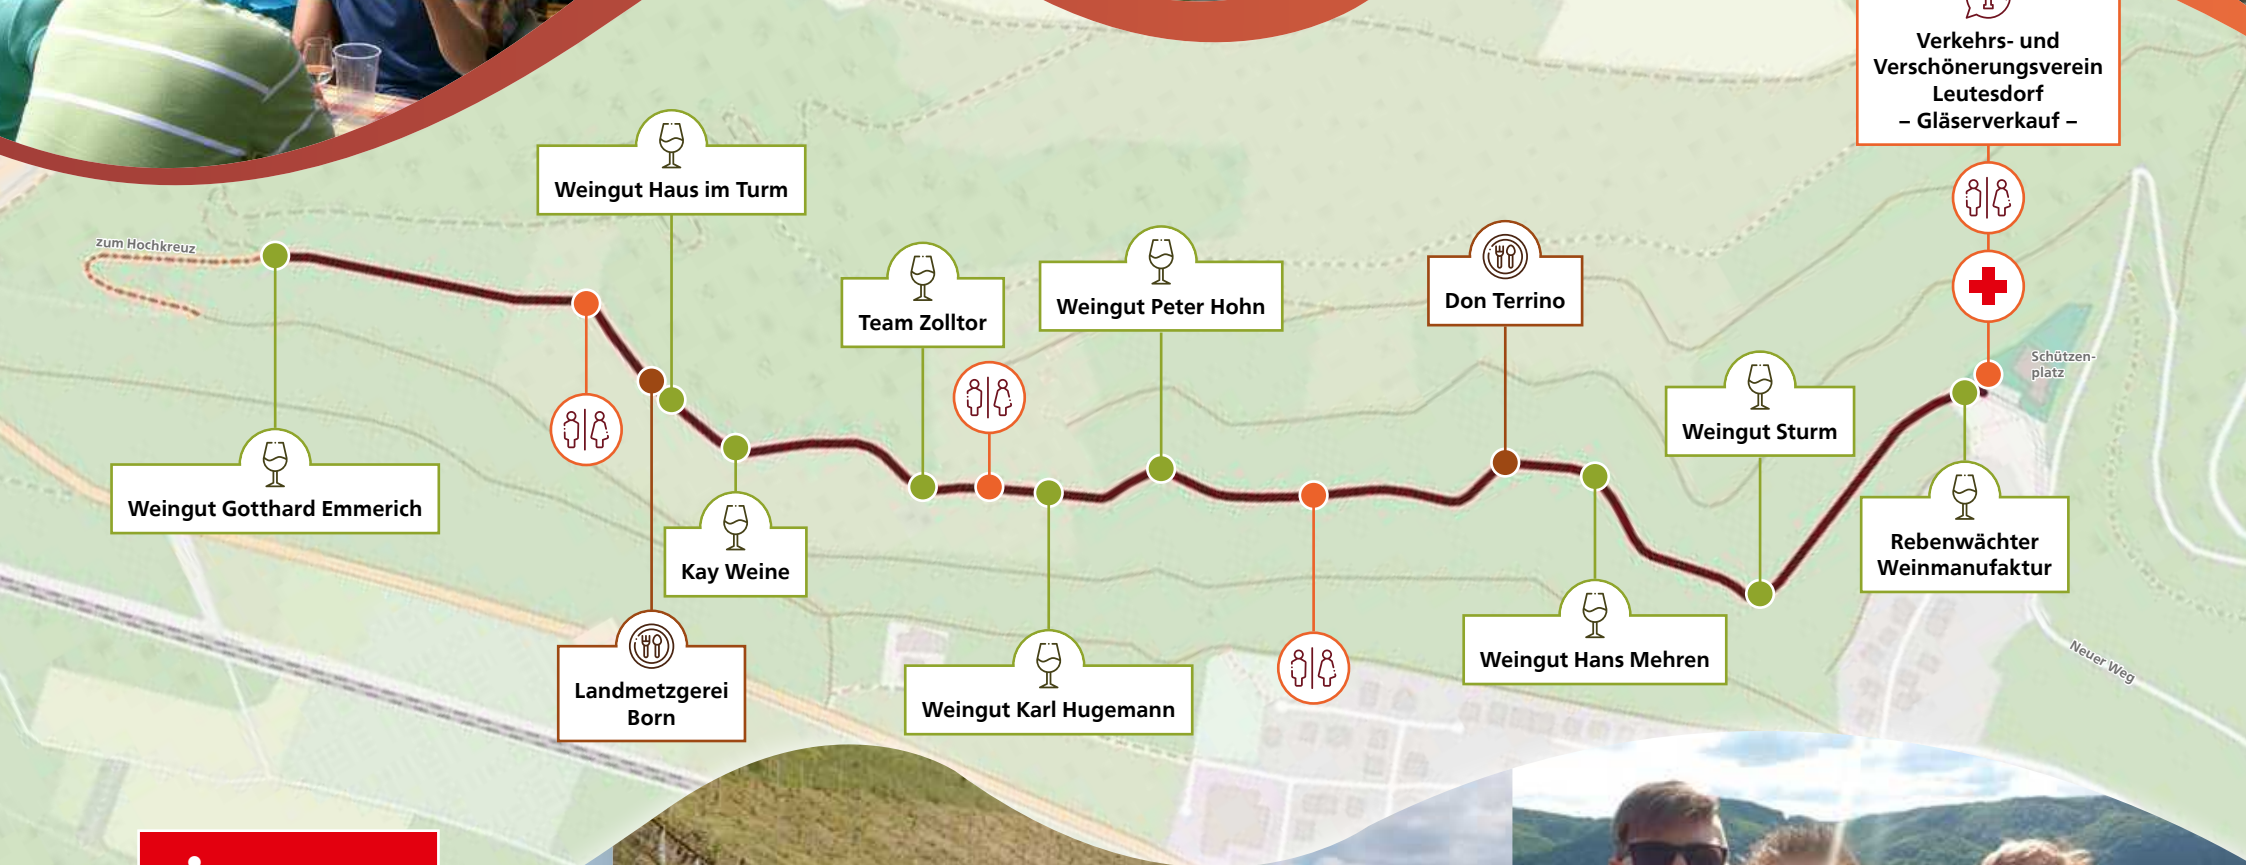 Verkehrs- und
Verschönerungsverein
Leutesdorf
– Gläserverkauf –
Weingut Haus im Turm
zum Hochkreuz
Team Zolltor
Weingut Peter Hohn
Don Terrino
Schützen-
platz
Weingut Sturm
Weingut Gotthard Emmerich
Kay Weine
Rebenwächter
Weinmanufaktur
Landmetzgerei
Born
Weingut Karl Hugemann
Weingut Hans Mehren
Neuer Weg